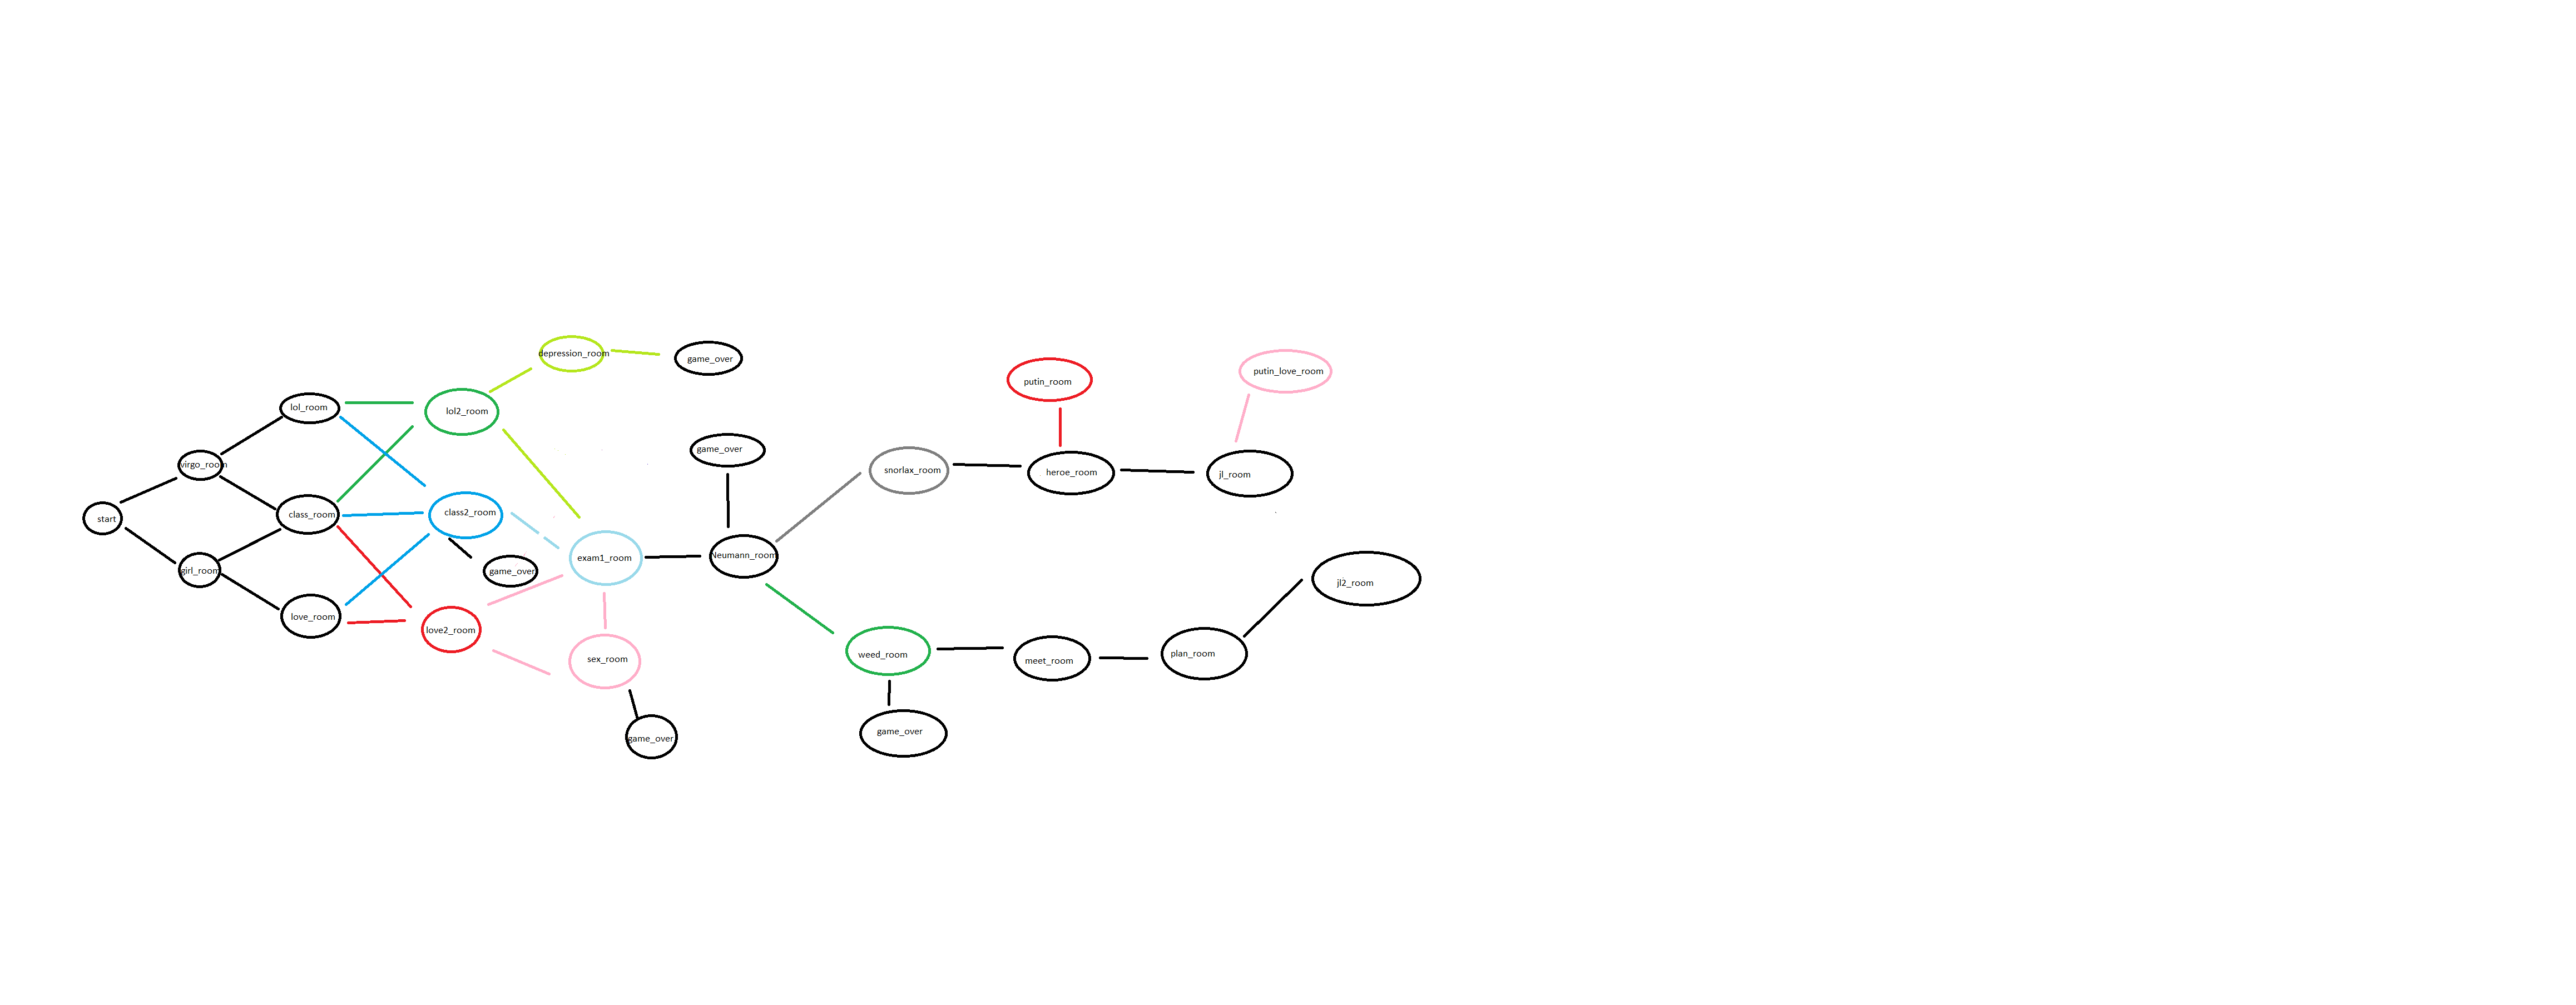 start
virgo_room
girl_room
lol_room
class_room
love_room
lol2_room
class2_room
game_over
love2_room
depression_room
game_over
exam1_room
sex_room
game_over
game_over
Neumann_room
snorlax_room
weed_room
game_over
putin_room
heroe_room
meet_room
putin_love_room
jl_room
plan_room
jl2_room